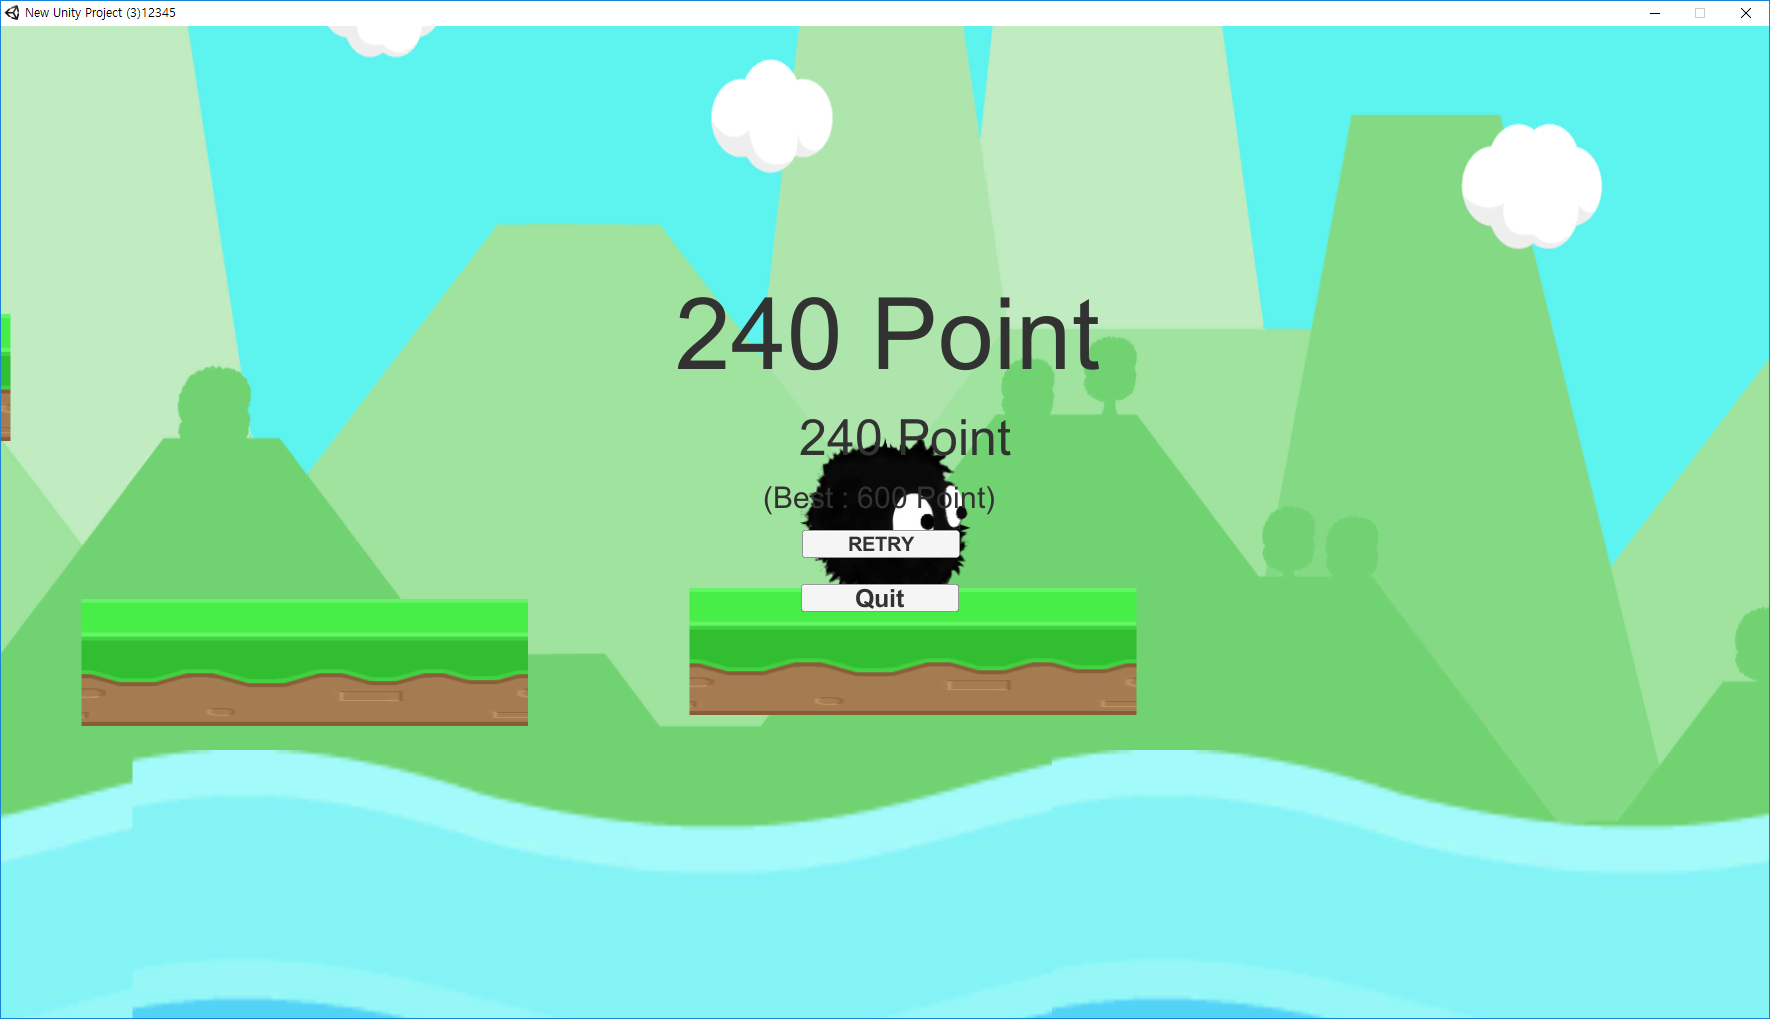 New Unity Project (3)12345
240 Point
240 Point
(Best : 600 Point)
RETRY
Quit